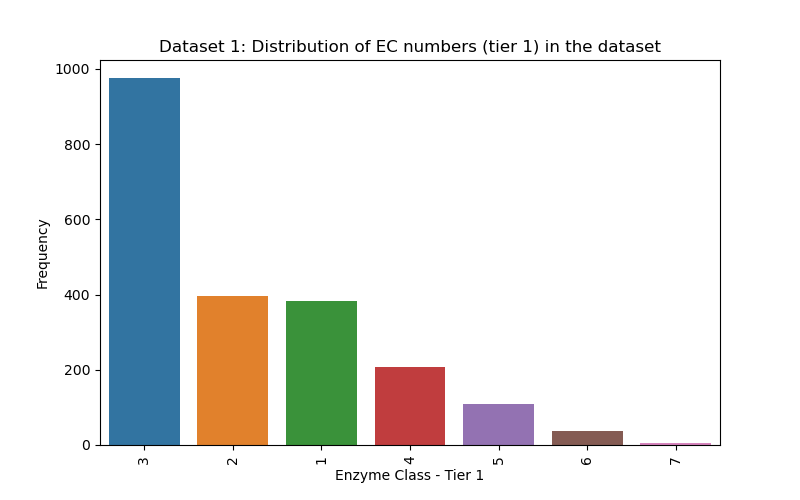 Dataset 1: Distribution of EC numbers (tier 1) in the dataset
1000
800
600
400
200
0
Frequency
3 2 1 4 5 6 7
Enzyme Class - Tier 1